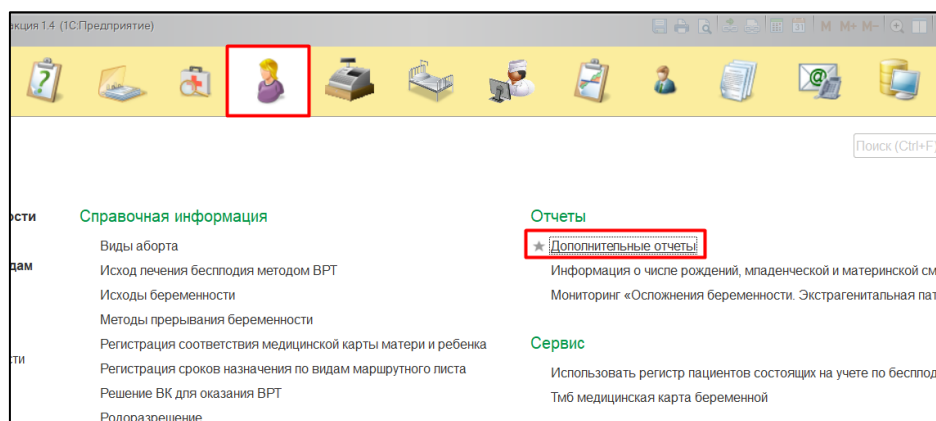 акция 1.4 (1С:Предприятие)
M M+ M-
Поиск (Ctrl+F)
ости
дам
сти
Справочная информация
Виды аборта
Исход лечения бесплодия методом ВРТ
Исходы беременности
Методы прерывания беременности
Регистрация соответствия медицинской карты матери и ребенка
Регистрация сроков назначения по видам маршрутного листа
Решение ВК для оказания ВРТ
Родоразрешение
Отчеты
Дополнительные отчеты
Информация о числе рождений, младенческой и материнской см
Мониторинг «Осложнения беременности. Экстрагенитальная пат
Сервис
Использовать регистр пациентов состоящих на учете по бесплод
Тмб медицинская карта беременной